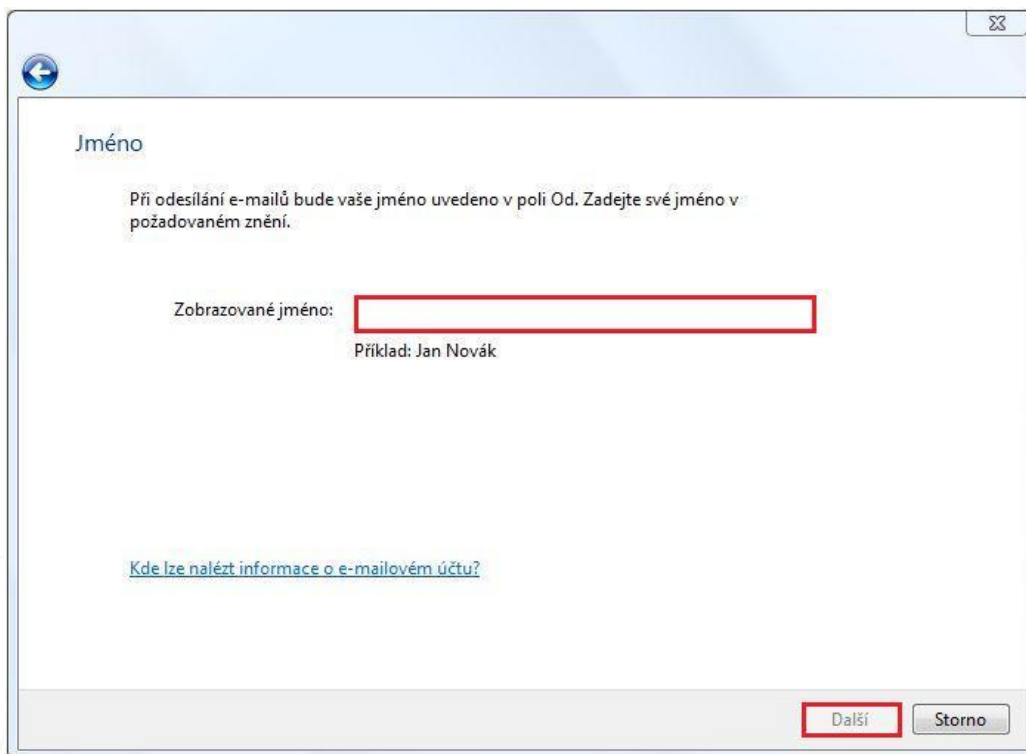 Jméno
Při odesílání e-mailů bude vaše jméno uvedeno v poli Od. Zadejte své jméno v
požadovaném znění.
Zobrazované jméno:
Příklad: Jan Novák
Kde lze nalézt informace o e-mailovém účtu?
Další
Storno